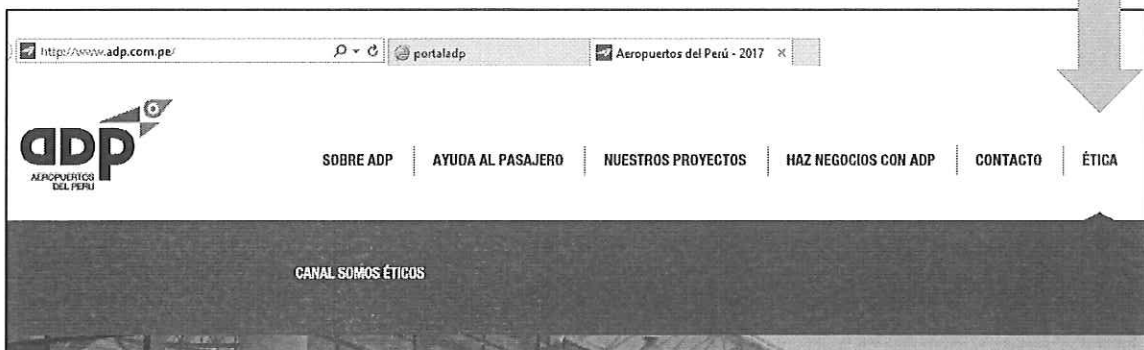 http://www.adp.com.pe/
portaladp
Aeropuertos del Perú - 2017
adp
AEROPUERTOS
DEL PERU
SOBRE ADP
AYUDA AL PASAJERO
NUESTROS PROYECTOS
HAZ NEGOCIOS CON ADP
CONTACTO
ÉTICA
CANAL SOMOS ÉTICOS